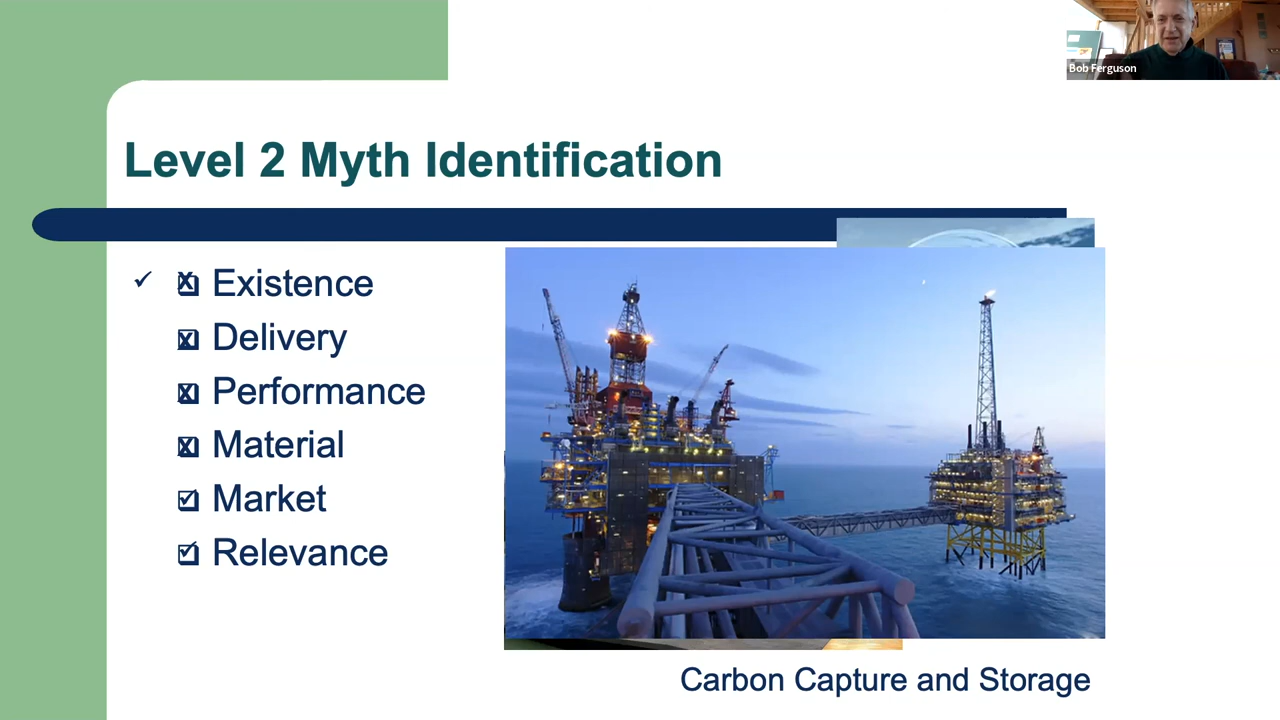 Bob Ferguson
Level 2 Myth Identification
Existence
Delivery
Performance
Material
Market
Relevance
Carbon Capture and Storage